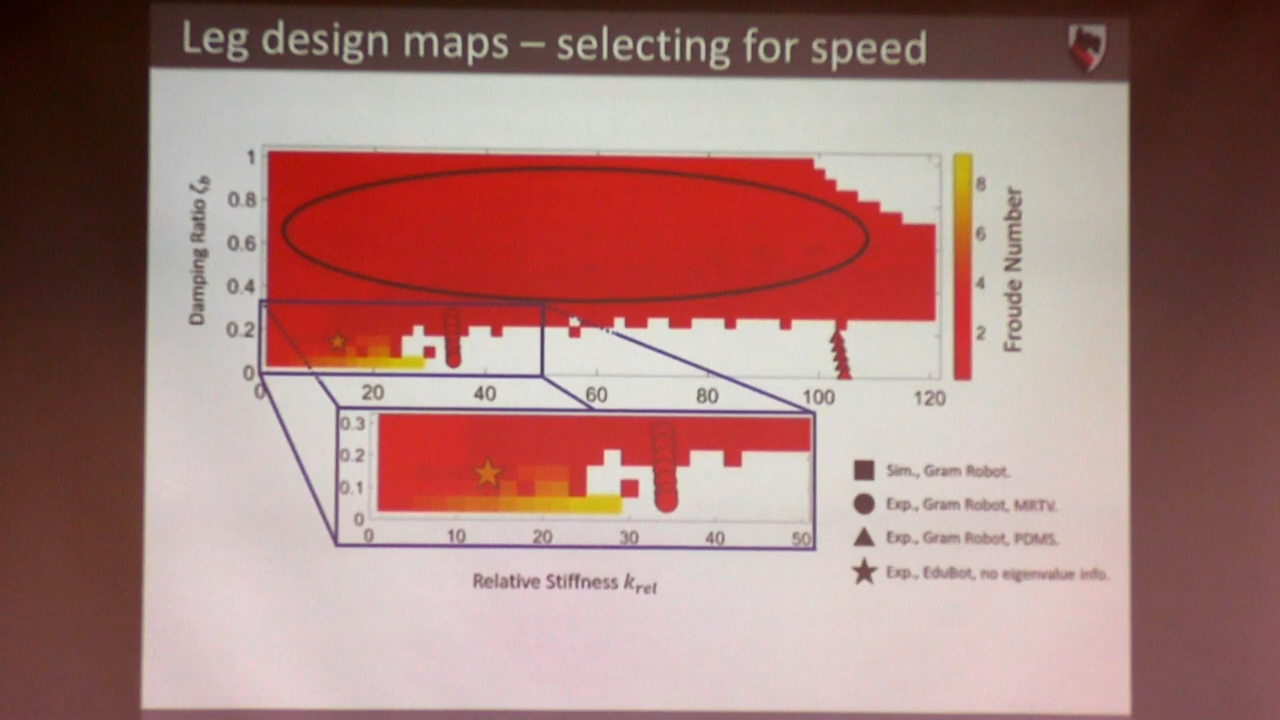 Leg design maps – selecting for speed
Damping Ratio ζb
1
0.8
0.6
0.4
0.2
0
0 20 40 60 80 100 120
8
6
4
2
Froude Number
0.3
0.2
0.1
0
0 10 20 30 40 50
Relative Stiffness krel
Sim., Gram Robot.
Exp., Gram Robot, MRTV.
Exp., Gram Robot, PDMS.
Exp., EduBot, no eigenvalue info.